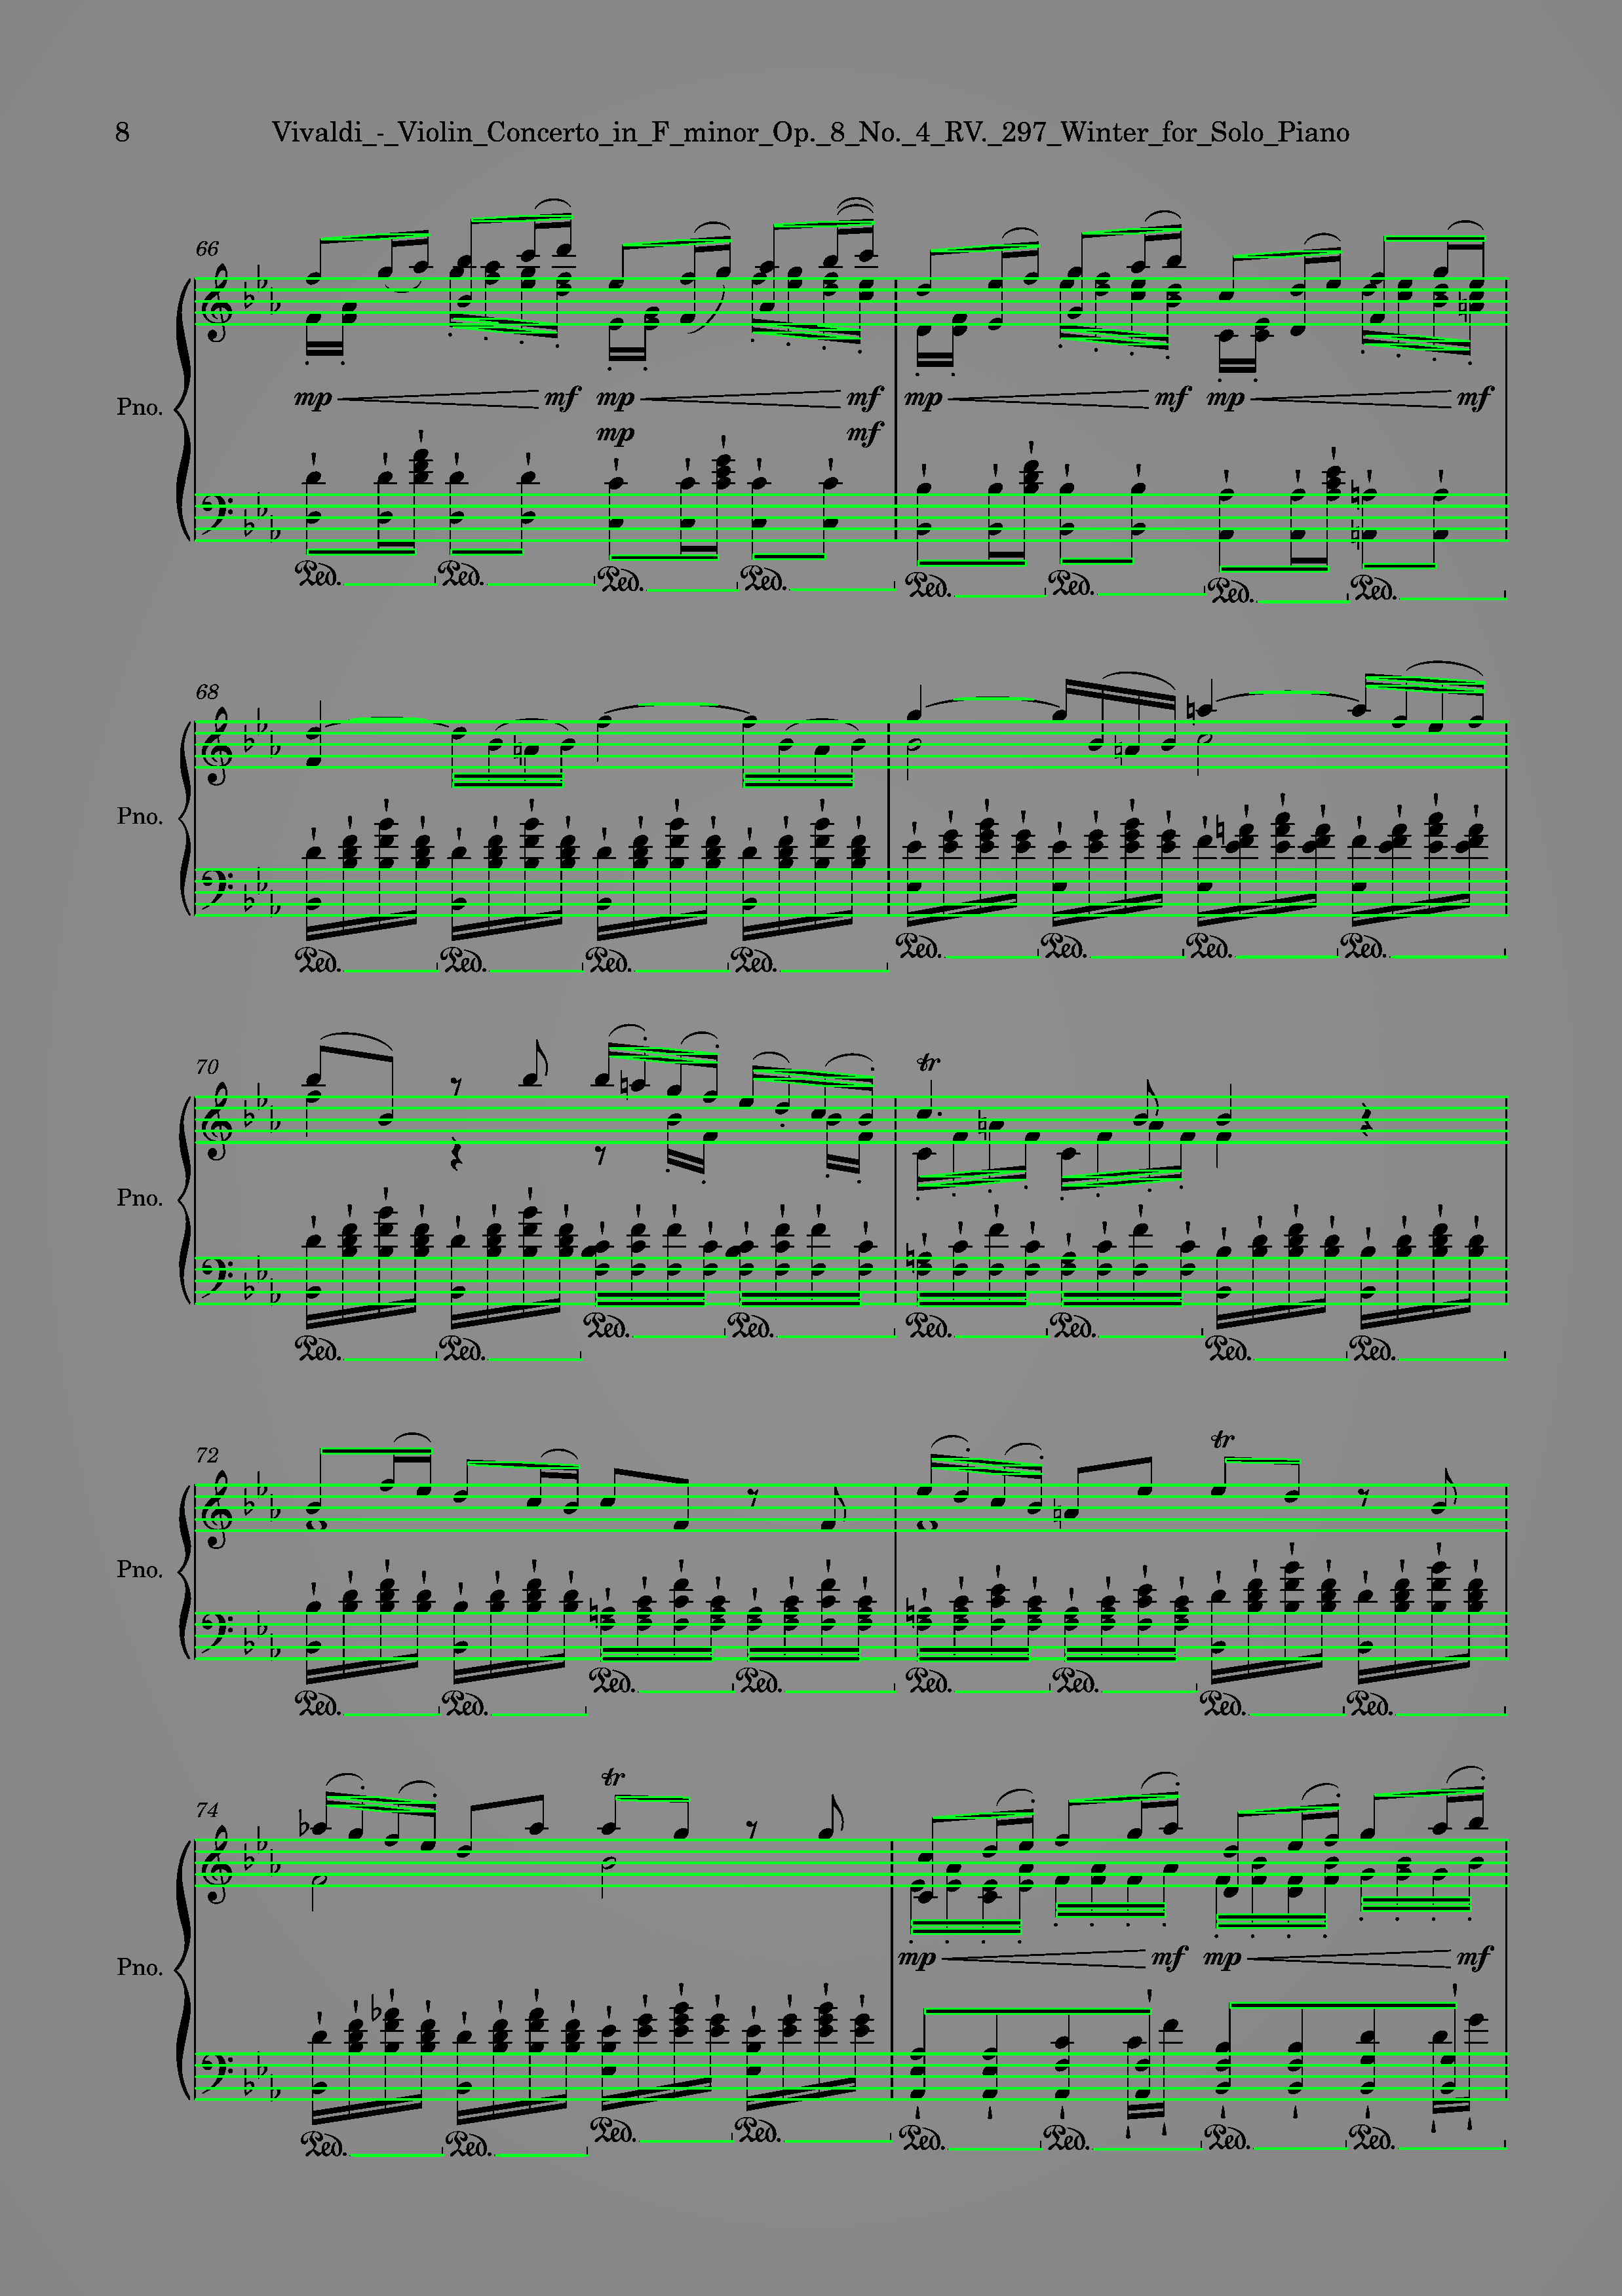 8 Vivaldi_-_Violin_Concerto_in_F_minor_Op._8_No._4_RV._297_Winter_for_Solo_Piano
66
mp mf mp mf mp mf mp mf
Pno.
mp mf
Ped. Ped. Ped. Ped. Ped. Ped. Ped. Ped.
68
Pno.
Ped. Ped. Ped. Ped. Ped. Ped. Ped. Ped.
70 tr
Pno.
Ped. Ped. Ped. Ped. Ped. Ped. Ped. Ped.
72 tr
Pno.
Ped. Ped. Ped. Ped. Ped. Ped. Ped. Ped.
74 tr
mp mf mp mf
Pno.
Ped. Ped. Ped. Ped. Ped. Ped. Ped. Ped.